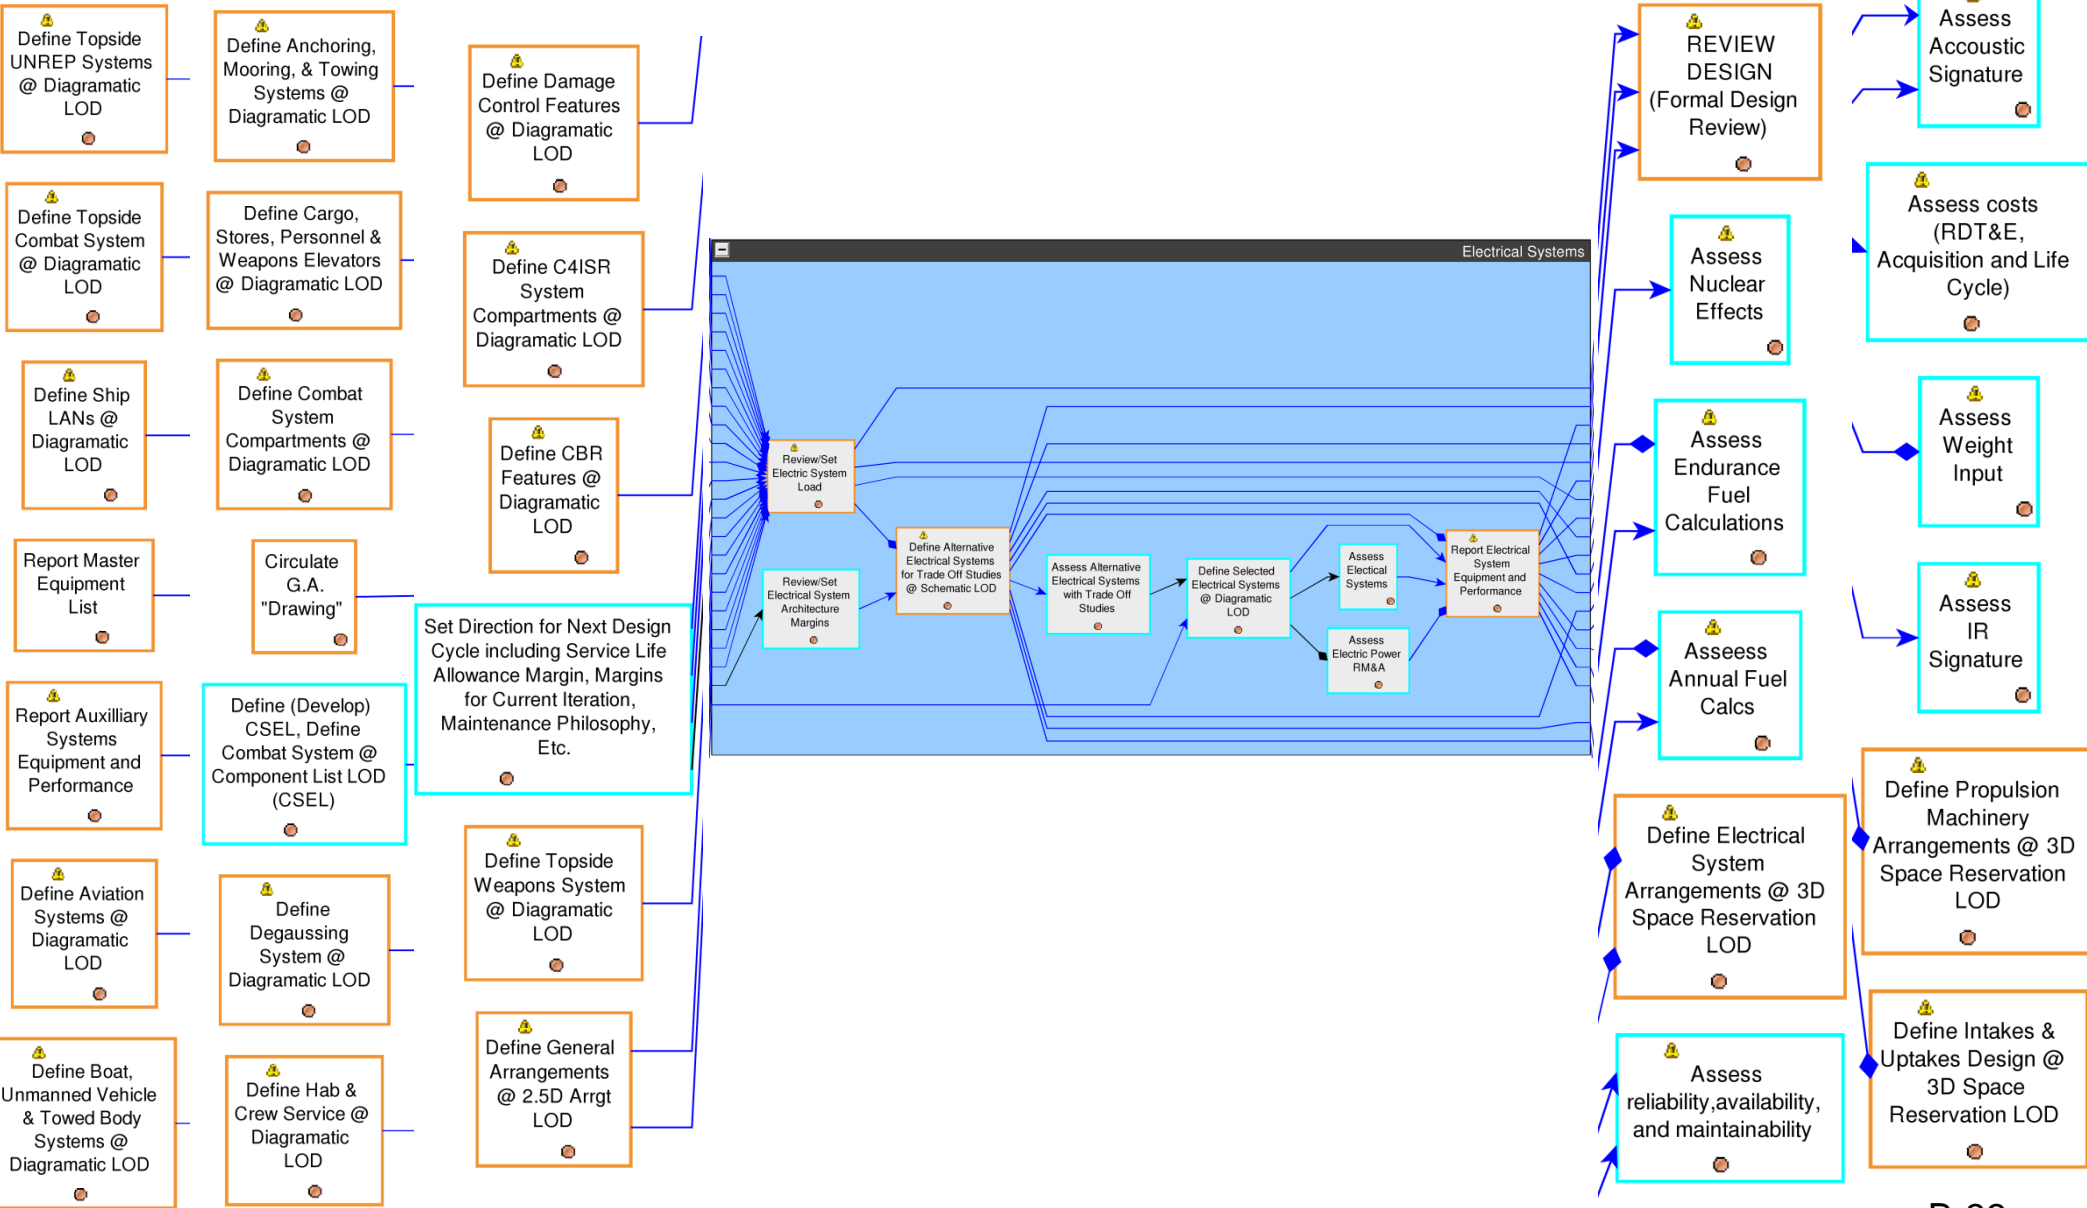 Define Topside
UNREP Systems
@ Diagramatic
LOD
Define Topside
Combat System
@ Diagramatic
LOD
Define Ship
LANs @
Diagramatic
LOD
Report Master
Equipment
List
Report Auxilliary
Systems
Equipment and
Performance
Define Aviation
Systems @
Diagramatic
LOD
Define Boat,
Unmanned Vehicle
& Towed Body
Systems @
Diagramatic LOD
Define Anchoring,
Mooring, & Towing
Systems @
Diagramatic LOD
Define Cargo,
Stores, Personnel &
Weapons Elevators
@ Diagramatic LOD
Define Combat
System
Compartments @
Diagramatic LOD
Circulate
G.A.
"Drawing"
Define (Develop)
CSEL, Define
Combat System @
Component List LOD
(CSEL)
Define
Degaussing
System @
Diagramatic LOD
Define Hab &
Crew Service @
Diagramatic
LOD
Define Damage
Control Features
@ Diagramatic
LOD
Define C4ISR
System
Compartments @
Diagramatic LOD
Define CBR
Features @
Diagramatic
LOD
Set Direction for Next Design
Cycle including Service Life
Allowance Margin, Margins
for Current Iteration,
Maintenance Philosophy,
Etc.
Define Topside
Weapons System
@ Diagramatic
LOD
Define General
Arrangements
@ 2.5D Arrgt
LOD
Electrical Systems
Review/Set
Electric System
Load
Review/Set
Electrical System
Architecture
Margins
Define Alternative
Electrical Systems
for Trade Off Studies
@ Schematic LOD
Assess Alternative
Electrical Systems
with Trade Off
Studies
Define Selected
Electrical Systems
@ Diagramatic
LOD
Assess
Electical
Systems
Assess
Electric Power
RM&A
Report Electrical
System
Equipment and
Performance
REVIEW
DESIGN
(Formal Design
Review)
Assess
Nuclear
Effects
Assess
Endurance
Fuel
Calculations
Asseess
Annual Fuel
Calcs
Define Electrical
System
Arrangements @ 3D
Space Reservation
LOD
Assess
reliability,availability,
and maintainability
Assess
Accoustic
Signature
Assess costs
(RDT&E,
Acquisition and Life
Cycle)
Assess
Weight
Input
Assess
IR
Signature
Define Propulsion
Machinery
Arrangements @ 3D
Space Reservation
LOD
Define Intakes &
Uptakes Design @
3D Space
Reservation LOD